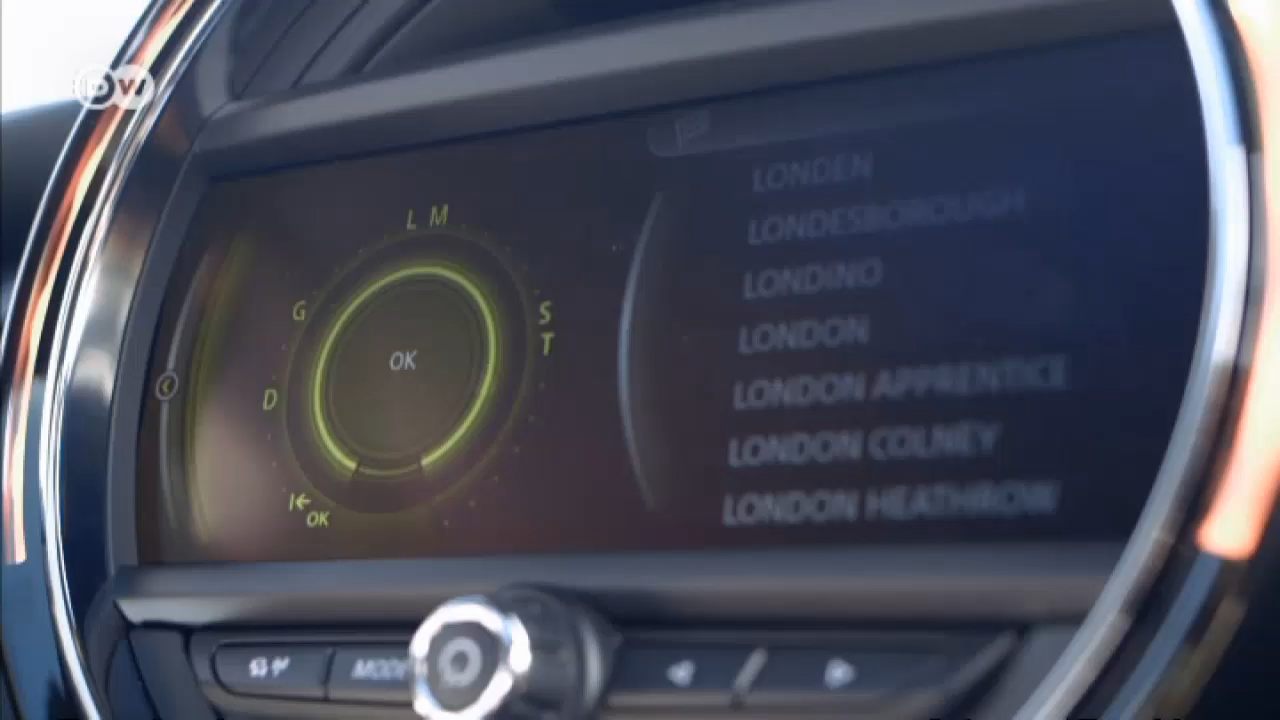 DW
L M
G
S
T
OK
D
OK
LONDEN
LONDESBOROUGH
LONDINO
LONDON
LONDON APPRENTICE
LONDON COLNEY
LONDON HEATHROW
MODE